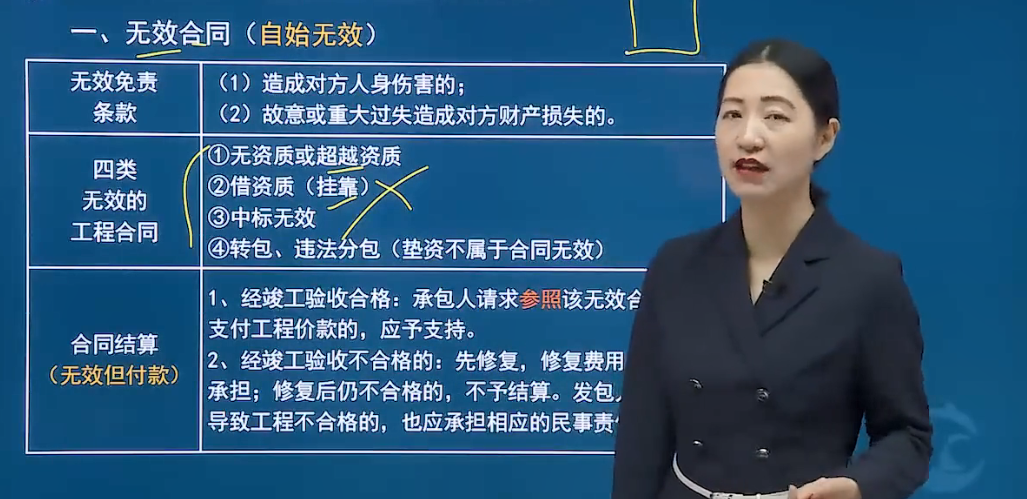 一、无效合同（自始无效）
无效免责
条款
（1）造成对方人身伤害的；
（2）故意或重大过失造成对方财产损失的。
四类
无效的
工程合同
①无资质或超越资质
②借资质（挂靠）
③中标无效
④转包、违法分包（垫资不属于合同无效）
合同结算
（无效但付款）
1、经竣工验收合格：承包人请求参照该无效合
支付工程价款的，应予支持。
2、经竣工验收不合格的：先修复，修复费用
承担；修复后仍不合格的，不予结算。发包
导致工程不合格的，也应承担相应的民事责